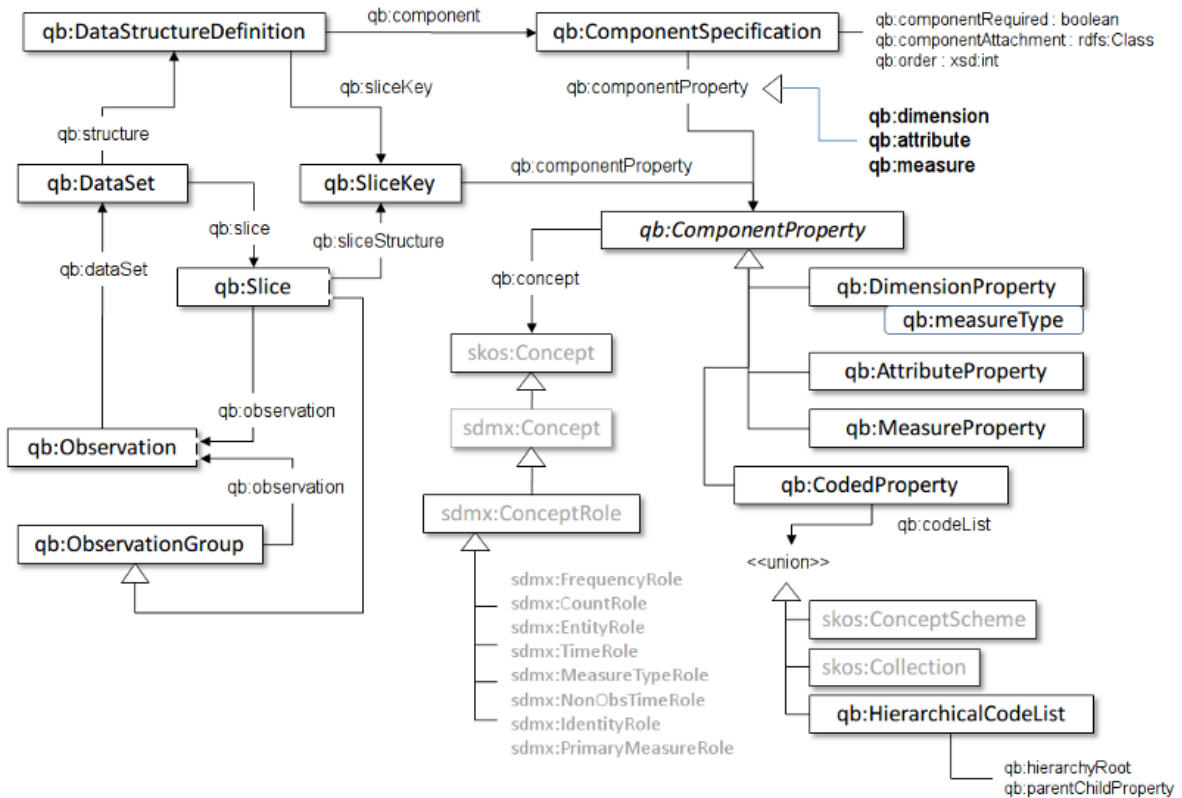 qb:component
qb:DataStructureDefinition
qb:ComponentSpecification
qb:componentRequired : boolean
qb:componentAttachment : rdfs:Class
qb:order : xsd:int
qb:sliceKey
qb:componentProperty
qb:dimension
qb:attribute
qb:measure
qb:structure
qb:componentProperty
qb:DataSet
qb:SliceKey
qb:slice
qb:sliceStructure
qb:ComponentProperty
qb:dataSet
qb:Slice
qb:concept
qb:DimensionProperty
qb:measureType
skos:Concept
qb:AttributeProperty
qb:observation
sdmx:Concept
qb:MeasureProperty
qb:Observation
qb:observation
qb:CodedProperty
sdmx:ConceptRole
qb:codeList
qb:ObservationGroup
<<union>>
sdmx:FrequencyRole
sdmx:CountRole
sdmx:EntityRole
sdmx:TimeRole
sdmx:MeasureTypeRole
sdmx:NonObsTimeRole
sdmx:IdentityRole
sdmx:PrimaryMeasureRole
skos:ConceptScheme
skos:Collection
qb:HierarchicalCodeList
qb:hierarchyRoot
qb:parentChildProperty